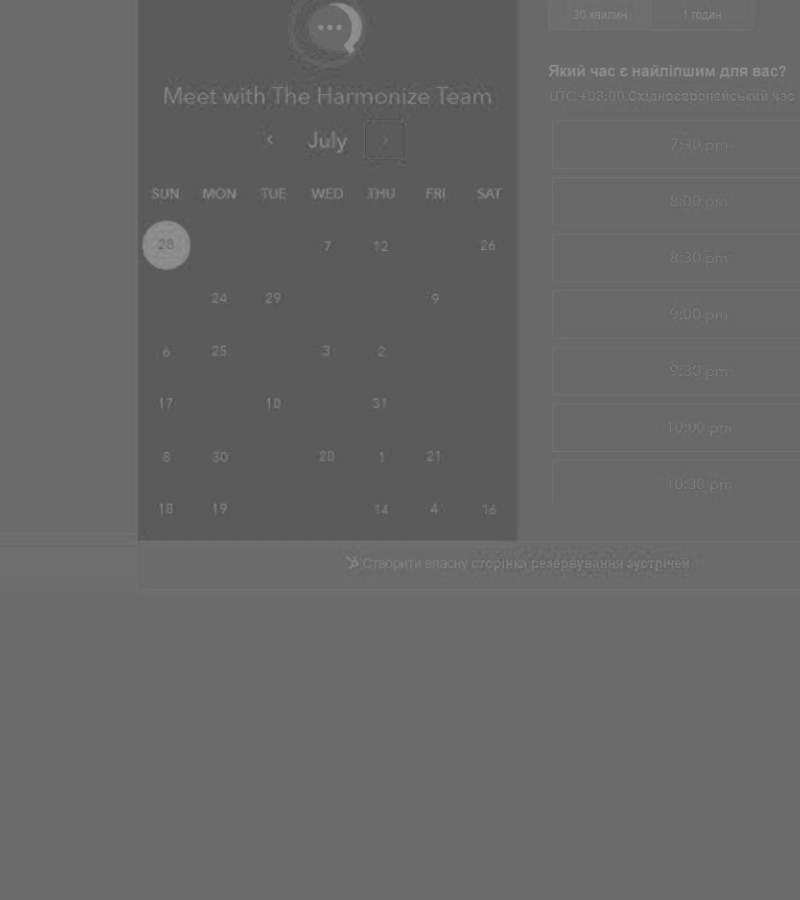 30 хвилин 1 годин
Який час є найліпшим для вас?
Meet with The Harmonize Team
UTC +03:00 Східноєвропейський час
‹ July ›
7:30 pm
SUN MON TUE WED THU FRI SAT
8:00 pm
28 7 12 26
8:30 pm
24 29 9
9:00 pm
6 25 3 2
9:30 pm
17 10 31
10:00 pm
8 30 20 1 21
10:30 pm
18 19 14 4 16
Створити власну сторінка резервування зустрічей